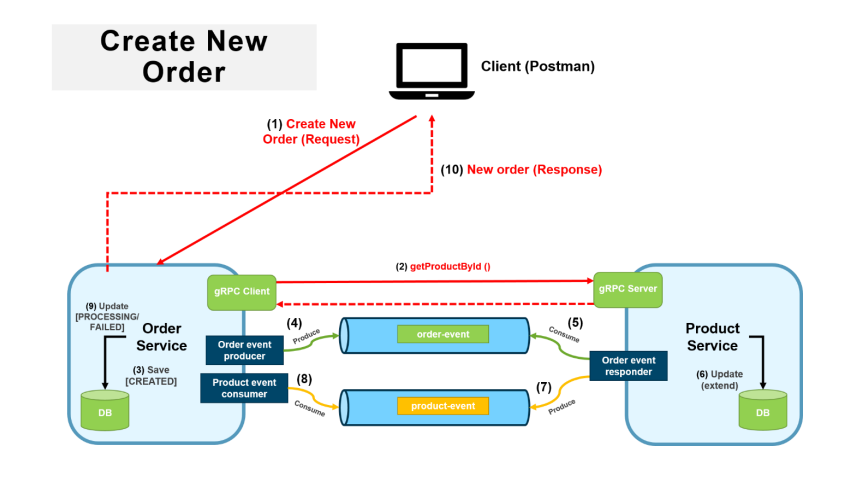 Create New
Order
Client (Postman)
(1) Create New
Order (Request)
(10) New order (Response)
(2) getProductById ()
gRPC Client
gRPC Server
(9) Update
[PROCESSING/
FAILED]
Order
Service
(3) Save
[CREATED]
DB
Order event
producer
Product event
consumer
(4)
Produce
order-event
(5)
Consume
(8)
Consume
product-event
(7)
Produce
Order event
responder
Product
Service
(6) Update
(extend)
DB